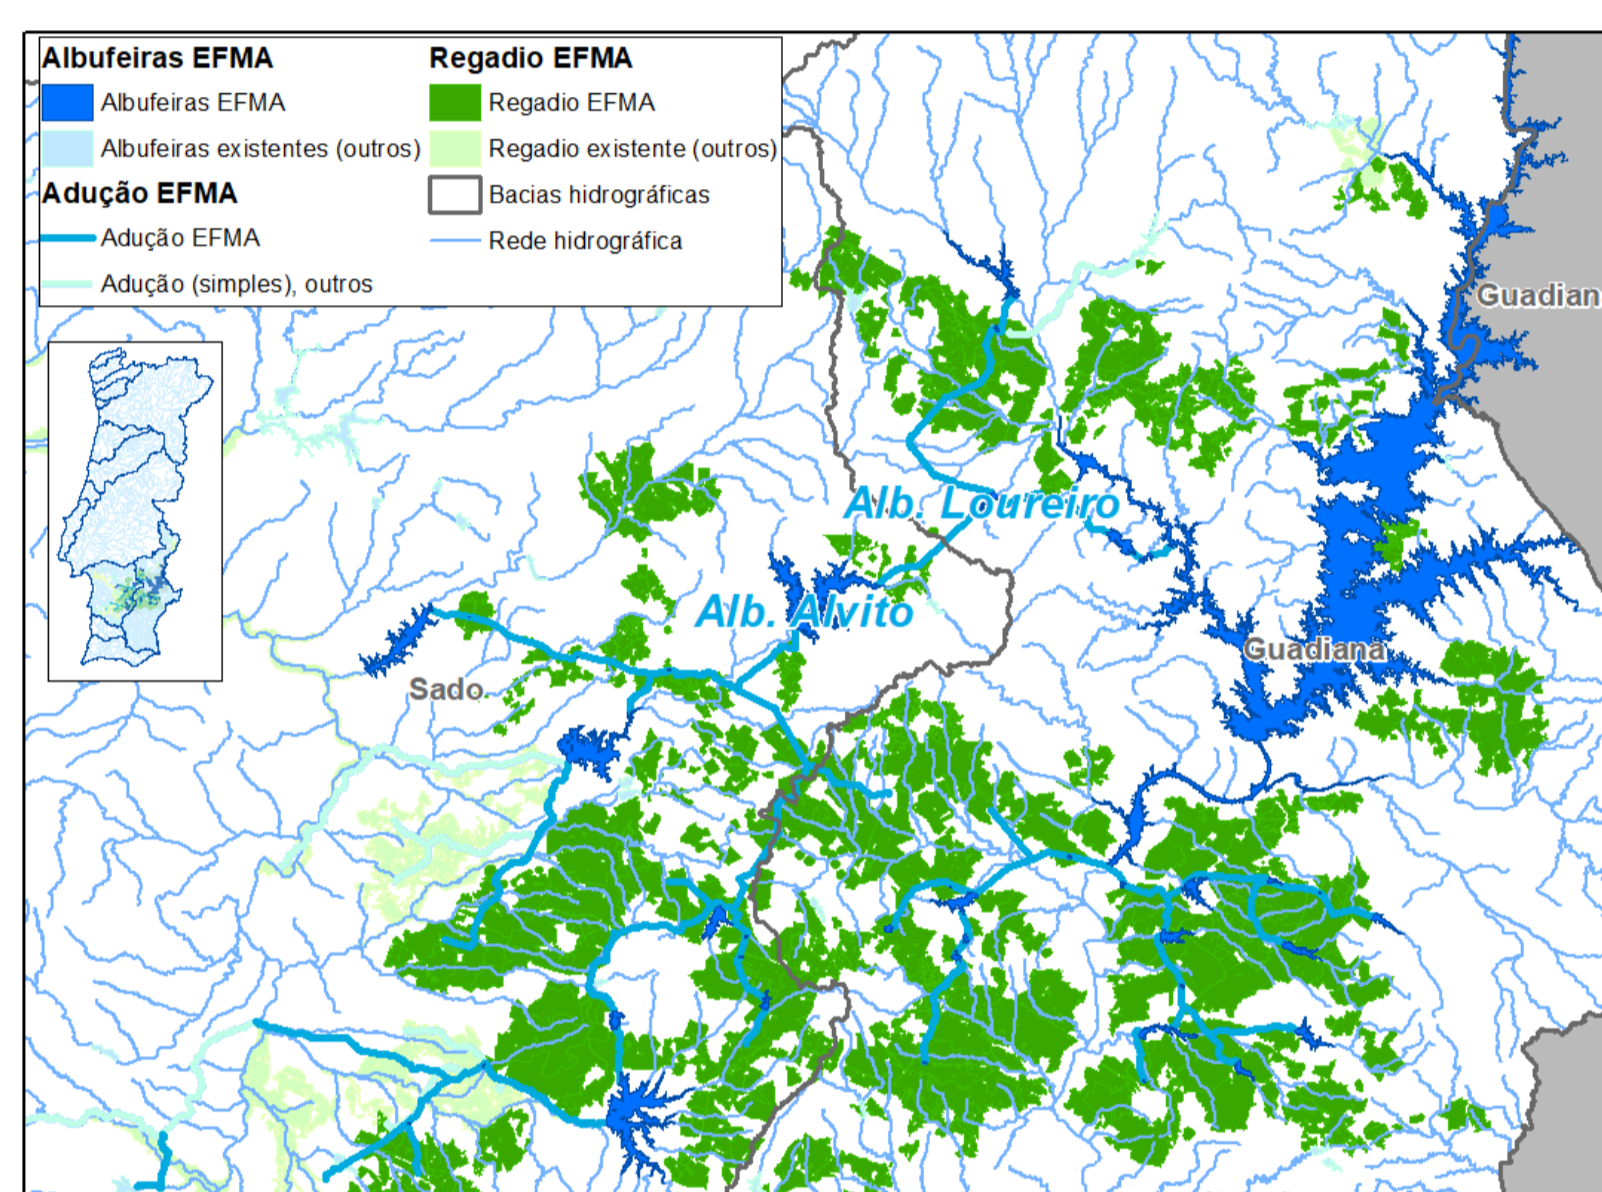 Albufeiras EFMA
Albufeiras EFMA
Albufeiras existentes (outros)
Adução EFMA
Adução EFMA
Adução (simples), outros
Regadio EFMA
Regadio EFMA
Regadio existente (outros)
Bacias hidrográficas
Rede hidrográfica
Guadian
Alb. Loureiro
Alb. Alvito
Guadiana
Sado